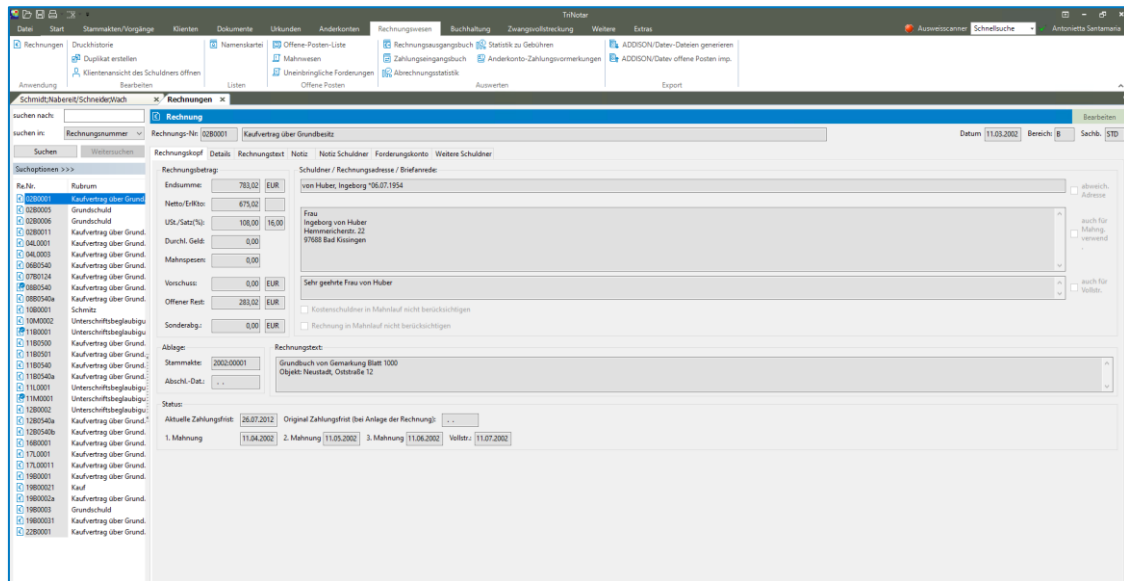 TriNotar
Datei Start Stammakten/Vorgänge Klienten Dokumente Urkunden Anderkonten Rechnungswesen Buchhaltung Zwangsvollstreckung Weitere Extras Ausweisscanner Schnellsuche Antonietta Santamaria
Rechnungen Druckhistorie Namenskartei Offene-Posten-Liste Rechnungsausgangsbuch Statistik zu Gebühren ADDISON/Datev-Dateien generieren
Duplikat erstellen Mahnwesen Zahlungseingangsbuch Anderkonto-Zahlungsvormerkungen ADDISON/Datev offene Posten imp.
Klientenansicht des Schuldners öffnen Uneinbringliche Forderungen Abrechnungsstatistik
Anwendung Bearbeiten Listen Offene Posten Auswerten Export
Schmidt;Nabereit/Schneider;Wach Rechnungen
suchen nach: Rechnung Bearbeiten
suchen in: Rechnungsnummer Rechnungs-Nr: 02B0001 Kaufvertrag über Grundbesitz Datum 11.03.2002 Bereich: B Sachb. STD
Suchen Weitersuchen Rechnungskopf Details Rechnungstext Notiz Notiz Schuldner Forderungskonto Weitere Schuldner
Suchoptionen >>>
Re.Nr. Rubrum
02B0001 Kaufvertrag über Grund.
02B0005 Grundschuld
02B0006 Grundschuld
02B0011 Kaufvertrag über Grund.
04L0001 Kaufvertrag über Grund.
04L0003 Kaufvertrag über Grund.
06B0540 Kaufvertrag über Grund.
07B0124 Kaufvertrag über Grund.
08B0540 Kaufvertrag über Grund.
08B0540a Kaufvertrag über Grund.
10B0001 Schmitz
10M0002 Unterschriftsbeglaubigu
11B0001 Unterschriftsbeglaubigu
11B0500 Kaufvertrag über Grund.
11B0501 Kaufvertrag über Grund.
11B0540 Kaufvertrag über Grund.
11B0540a Kaufvertrag über Grund.
11L0001 Unterschriftsbeglaubigu
11M0001 Unterschriftsbeglaubigu
12B0002 Unterschriftsbeglaubigu
12B0540a Kaufvertrag über Grund.
12B0540b Kaufvertrag über Grund.
16B0001 Kaufvertrag über Grund.
17L0001 Kaufvertrag über Grund.
17L00011 Kaufvertrag über Grund.
19B0001 Kaufvertrag über Grund.
19B00021 Kauf
19B0002a Kaufvertrag über Grund.
19B0003 Grundschuld
19B00031 Kaufvertrag über Grund.
22B0001 Kaufvertrag über Grund.
Rechnungsbetrag:
Endsumme: 783,02 EUR
Netto/ErlKto: 675,02
USt./Satz(%): 108,00 16,00
Durchl. Geld: 0,00
Mahnspesen: 0,00
Vorschuss: 0,00 EUR
Offener Rest: 283,02 EUR
Sonderabg.: 0,00 EUR
Schuldner / Rechnungsadresse / Briefanrede:
von Huber, Ingeborg *06.07.1954
Frau
Ingeborg von Huber
Hemmericherstr. 22
97688 Bad Kissingen
Sehr geehrte Frau von Huber
Kostenschuldner in Mahnlauf nicht berücksichtigen
Rechnung in Mahnlauf nicht berücksichtigen
abweich.
Adresse
auch für
Mahng.
verwend
.
auch für
Vollstr.
Ablage:
Stammakte: 2002:00001
Abschl.-Dat.: . .
Rechnungstext:
Grundbuch von Gemarkung Blatt 1000
Objekt: Neustadt, Oststraße 12
Status:
Aktuelle Zahlungsfrist: 26.07.2012 Original Zahlungsfrist (bei Anlage der Rechnung): . .
1. Mahnung 11.04.2002 2. Mahnung 11.05.2002 3. Mahnung 11.06.2002 Vollstr.: 11.07.2002